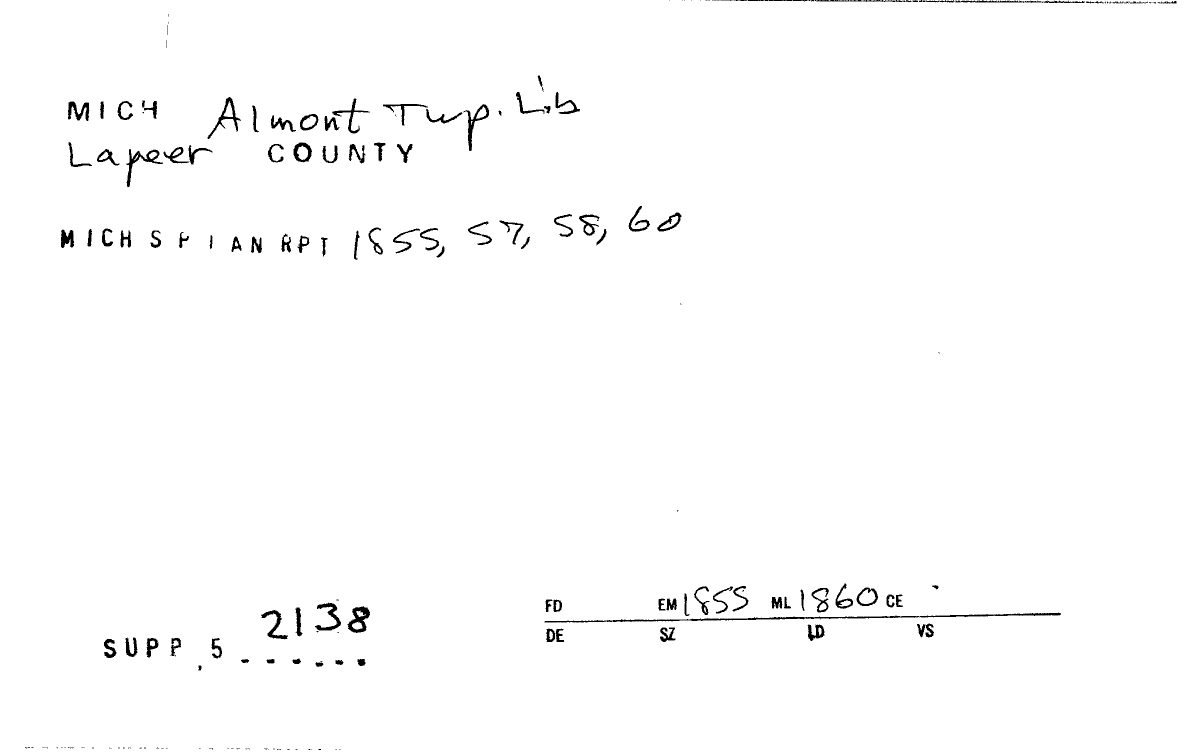 MICH Almont Twp. Lib
Lapeer COUNTY
MICH SP I AN RPT 1855, 57, 58, 60
2138
SUPP. 5 . . . . . .
FD EM 1855 ML 1860 CE
DE SZ LD VS